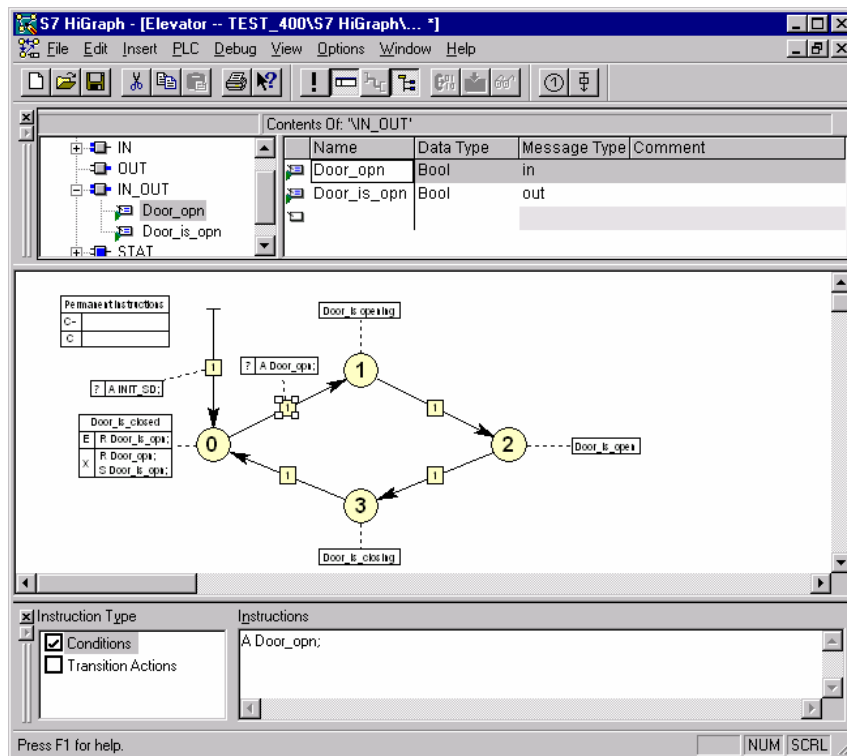 S7 HiGraph - [Elevator -- TEST_400\S7 HiGraph\... *]
File Edit Insert PLC Debug View Options Window Help
Contents Of: '\IN_OUT'
IN
OUT
IN_OUT
Door_opn
Door_is_opn
STAT
Name Data Type Message Type Comment
Door_opn Bool in
Door_is_opn Bool out
Permanent Instructions
C-
C
Door_is_opening
1
? A Door_opn;
1
? A INIT_SD;
1
1
1
Door_is_closed
E R Door_is_opn;
X R Door_opn;
S Door_is_opn;
0
2
Door_is_open
1
1
3
Door_is_closing
Instruction Type
Conditions
Transition Actions
Instructions
A Door_opn;
Press F1 for help.
NUM SCRL